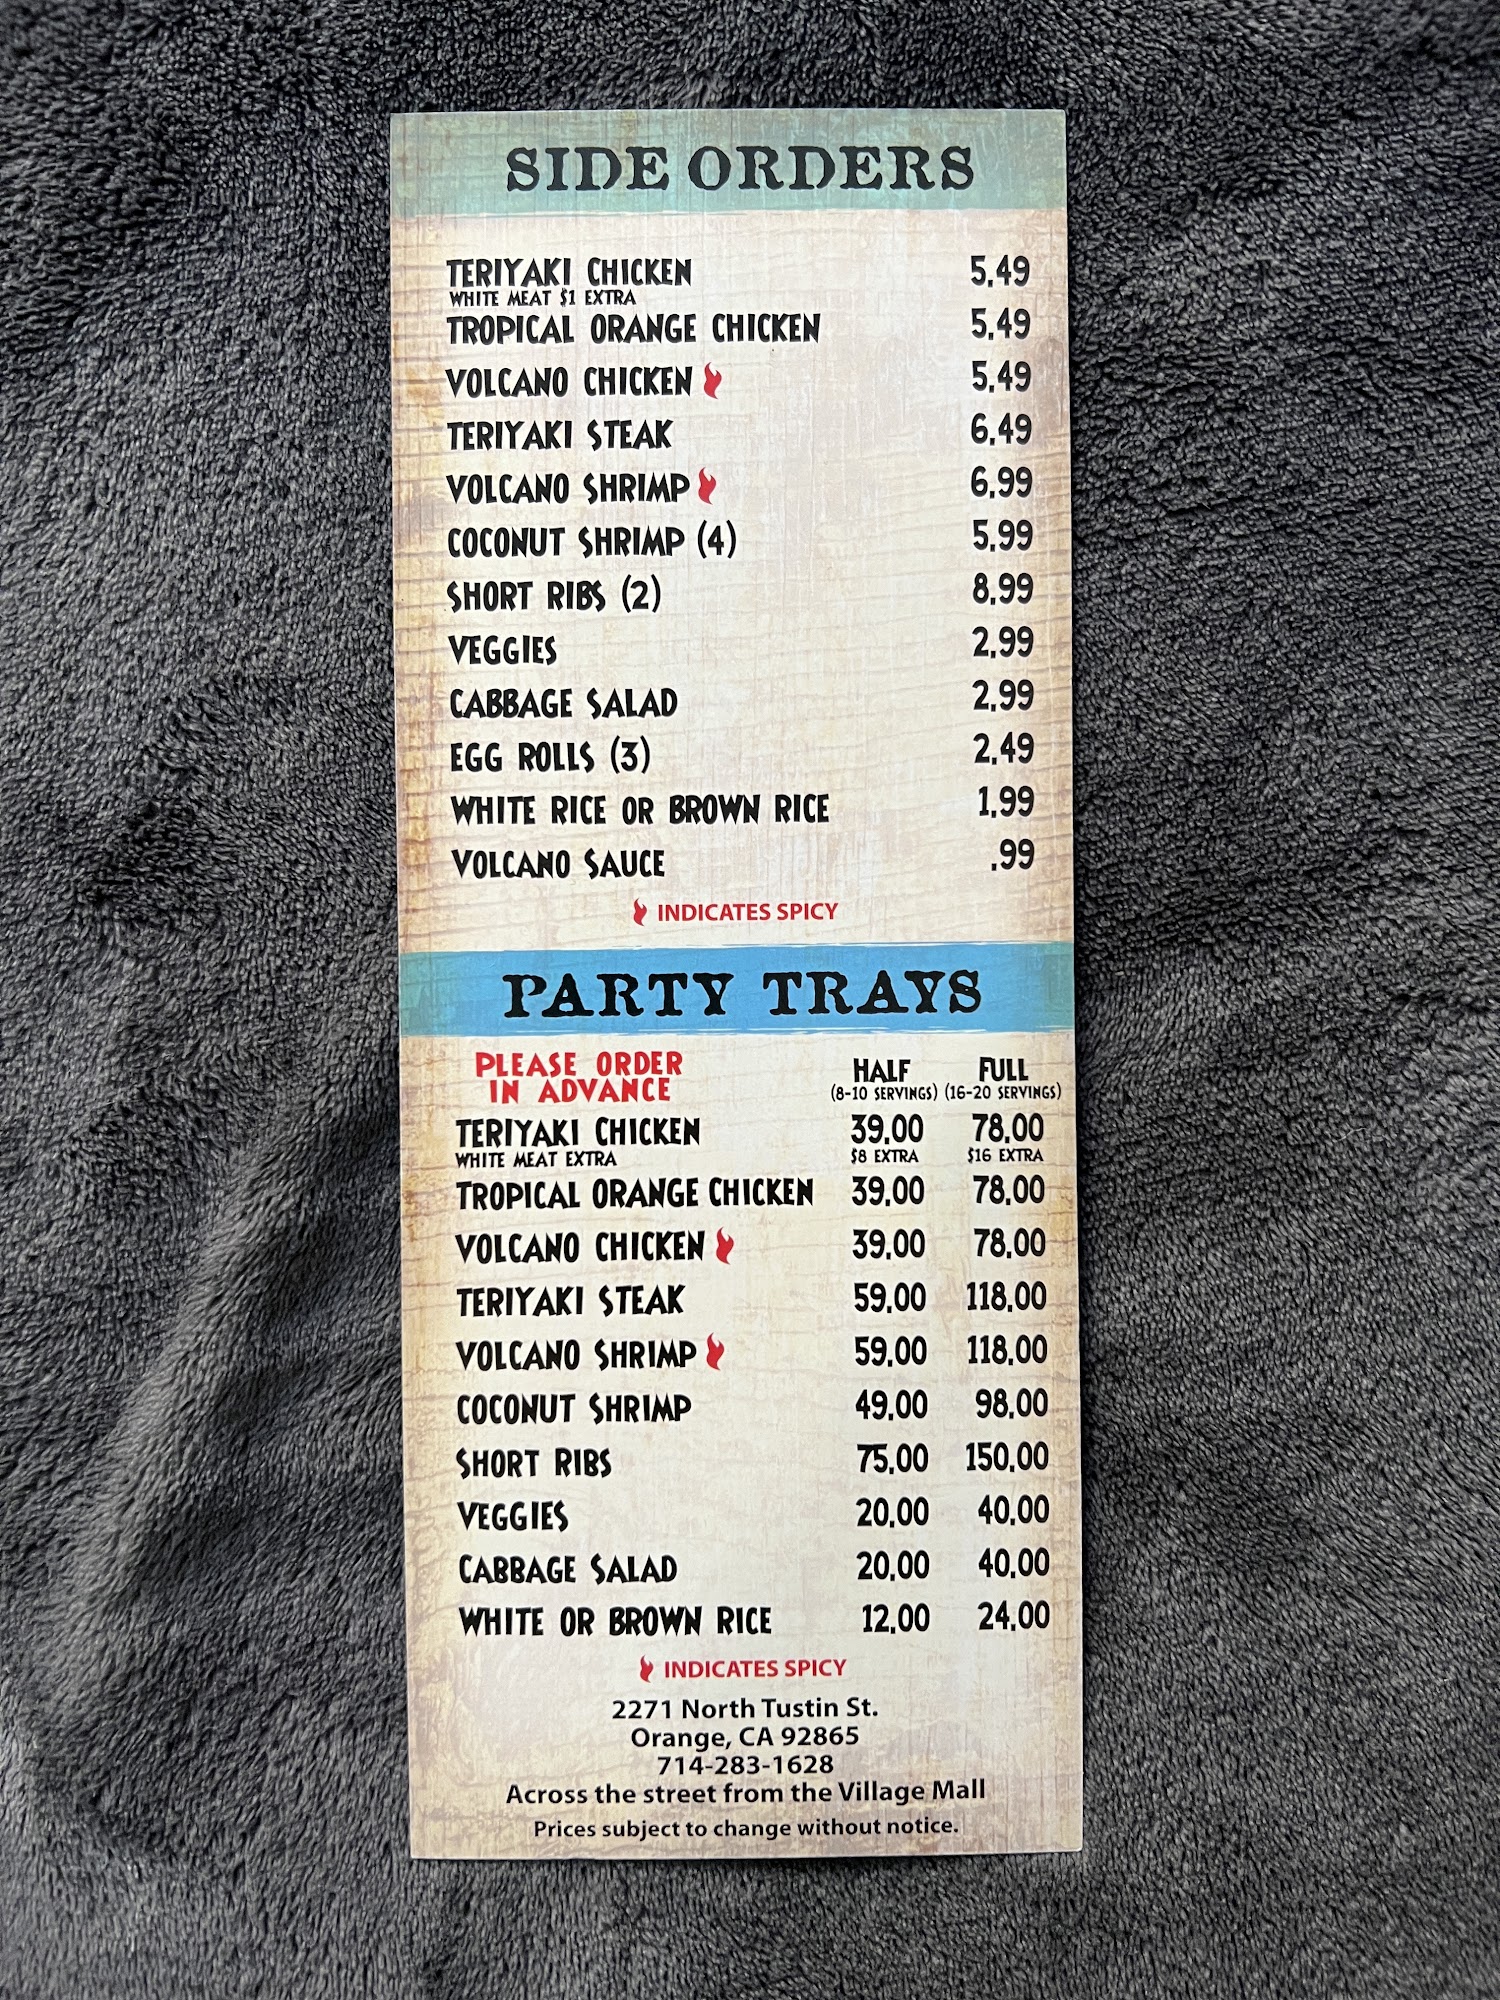 SIDE ORDERS
TERIYAKI CHICKEN 5.49
WHITE MEAT $1 EXTRA
TROPICAL ORANGE CHICKEN 5.49
VOLCANO CHICKEN 5.49
TERIYAKI STEAK 6.49
VOLCANO SHRIMP 6.99
COCONUT SHRIMP (4) 5.99
SHORT RIBS (2) 8.99
VEGGIES 2.99
CABBAGE SALAD 2.99
EGG ROLLS (3) 2.49
WHITE RICE OR BROWN RICE 1.99
VOLCANO SAUCE .99
INDICATES SPICY
PARTY TRAYS
PLEASE ORDER
IN ADVANCE
HALF FULL
(8-10 SERVINGS) (16-20 SERVINGS)
TERIYAKI CHICKEN 39.00 78.00
WHITE MEAT EXTRA $8 EXTRA $16 EXTRA
TROPICAL ORANGE CHICKEN 39.00 78.00
VOLCANO CHICKEN 39.00 78.00
TERIYAKI STEAK 59.00 118.00
VOLCANO SHRIMP 59.00 118.00
COCONUT SHRIMP 49.00 98.00
SHORT RIBS 75.00 150.00
VEGGIES 20.00 40.00
CABBAGE SALAD 20.00 40.00
WHITE OR BROWN RICE 12.00 24.00
INDICATES SPICY
2271 North Tustin St.
Orange, CA 92865
714-283-1628
Across the street from the Village Mall
Prices subject to change without notice.